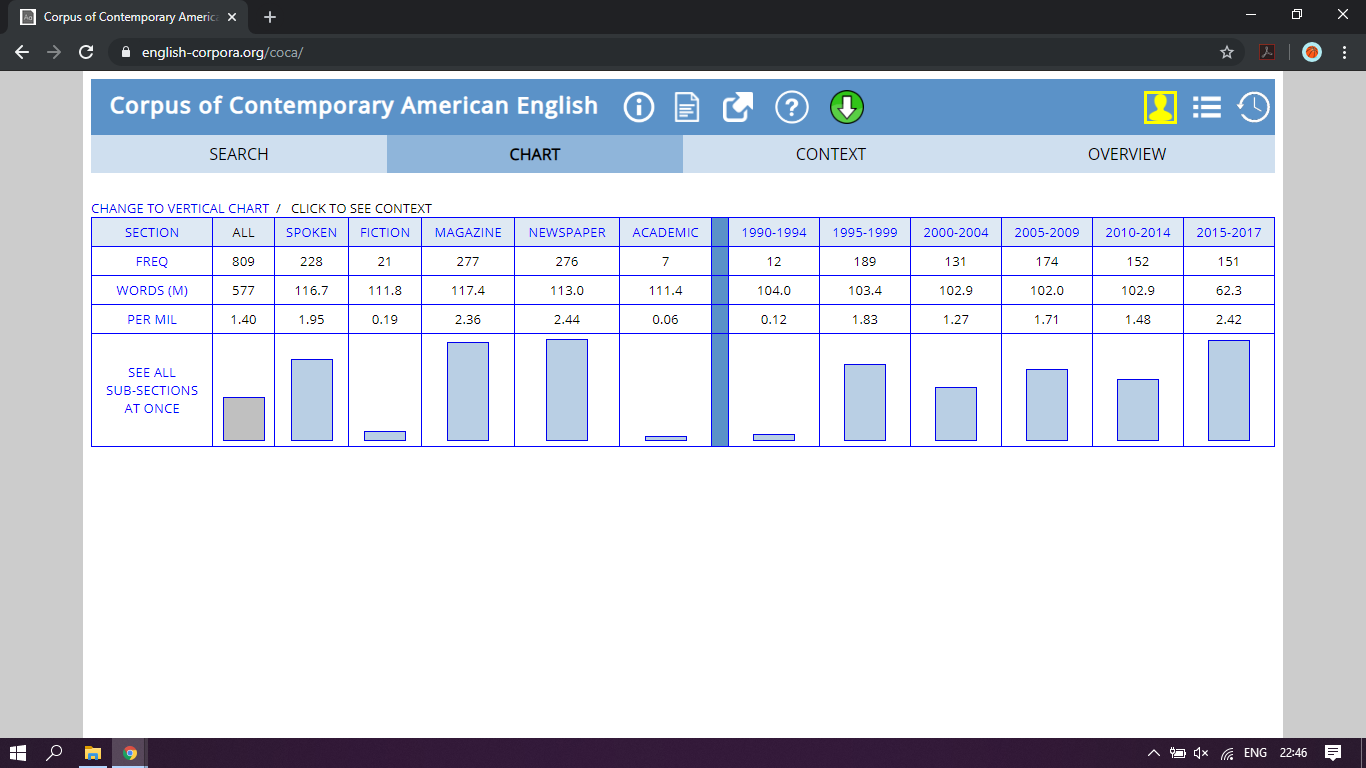 Corpus of Contemporary America
english-corpora.org/coca/
Corpus of Contemporary American English
SEARCH CHART CONTEXT OVERVIEW
CHANGE TO VERTICAL CHART / CLICK TO SEE CONTEXT
SECTION ALL SPOKEN FICTION MAGAZINE NEWSPAPER ACADEMIC 1990-1994 1995-1999 2000-2004 2005-2009 2010-2014 2015-2017
FREQ 809 228 21 277 276 7 12 189 131 174 152 151
WORDS (M) 577 116.7 111.8 117.4 113.0 111.4 104.0 103.4 102.9 102.0 102.9 62.3
PER MIL 1.40 1.95 0.19 2.36 2.44 0.06 0.12 1.83 1.27 1.71 1.48 2.42
SEE ALL
SUB-SECTIONS
AT ONCE
ENG 22:46